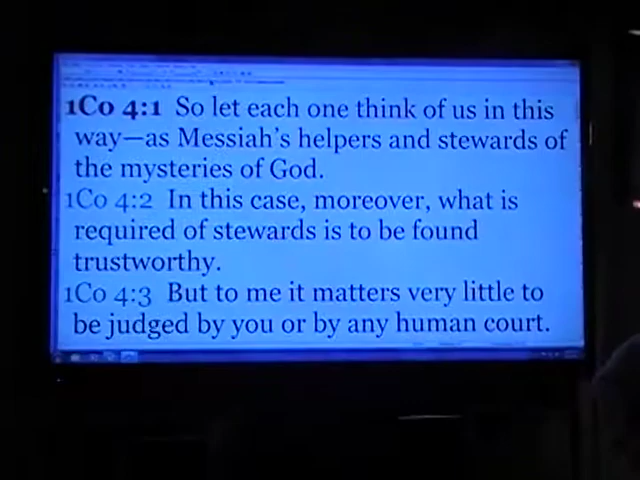 1Co 4:1 So let each one think of us in this
way—as Messiah's helpers and stewards of
the mysteries of God.
1Co 4:2 In this case, moreover, what is
required of stewards is to be found
trustworthy.
1Co 4:3 But to me it matters very little to
be judged by you or by any human court.